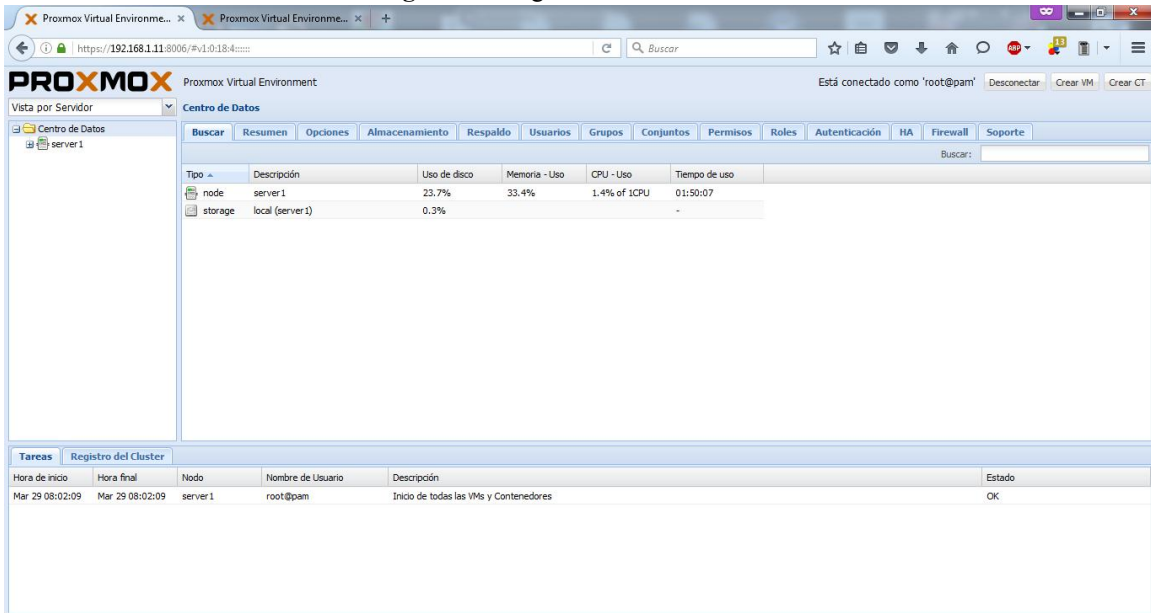 Proxmox Virtual Environme... × Proxmox Virtual Environme... × +
https://192.168.1.11:8006/#v1:0:18:4:::::: Buscar ABP 13
PROXMOX Proxmox Virtual Environment Está conectado como 'root@pam' Desconectar Crear VM Crear CT
Vista por Servidor Centro de Datos
Centro de Datos Buscar Resumen Opciones Almacenamiento Respaldo Usuarios Grupos Conjuntos Permisos Roles Autenticación HA Firewall Soporte
server1 Buscar:
Tipo Descripción Uso de disco Memoria - Uso CPU - Uso Tiempo de uso
node server1 23.7% 33.4% 1.4% of 1CPU 01:50:07
storage local (server1) 0.3% -
Tareas Registro del Cluster
Hora de inicio Hora final Nodo Nombre de Usuario Descripción Estado
Mar 29 08:02:09 Mar 29 08:02:09 server1 root@pam Inicio de todas las VMs y Contenedores OK